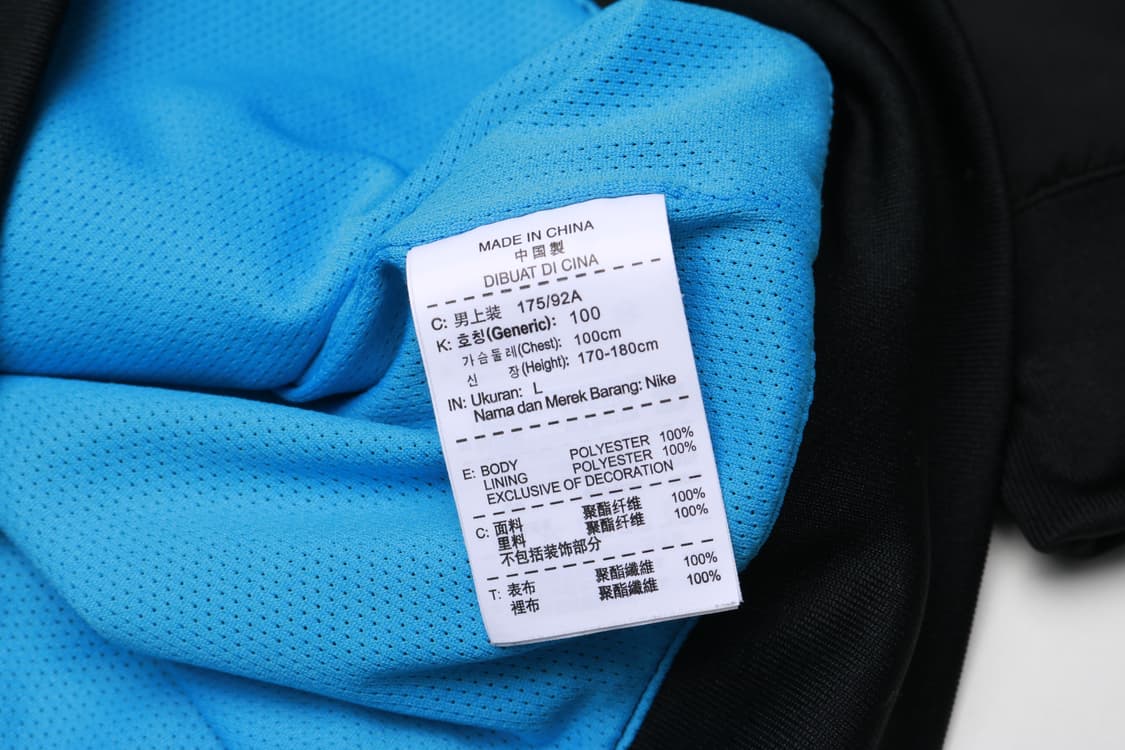 MADE IN CHINA
中国製
DIBUAT DI CINA
C: 男上装 175/92A
K: 호칭(Generic): 100
가슴둘레(Chest): 100cm
신 장(Height): 170-180cm
IN: Ukuran: L
Nama dan Merek Barang: Nike
E: BODY POLYESTER 100%
LINING POLYESTER 100%
EXCLUSIVE OF DECORATION
C: 面料 聚酯纤维 100%
里料 聚酯纤维 100%
不包括装饰部分
T: 表布 聚酯纖維 100%
裡布 聚酯纖維 100%